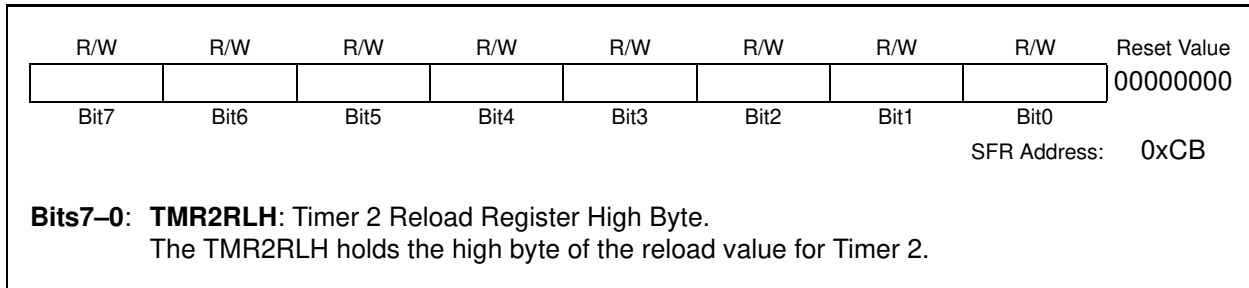 R/W R/W R/W R/W R/W R/W R/W R/W Reset Value
00000000
Bit7 Bit6 Bit5 Bit4 Bit3 Bit2 Bit1 Bit0
SFR Address: 0xCB
Bits7–0: TMR2RLH: Timer 2 Reload Register High Byte.
The TMR2RLH holds the high byte of the reload value for Timer 2.